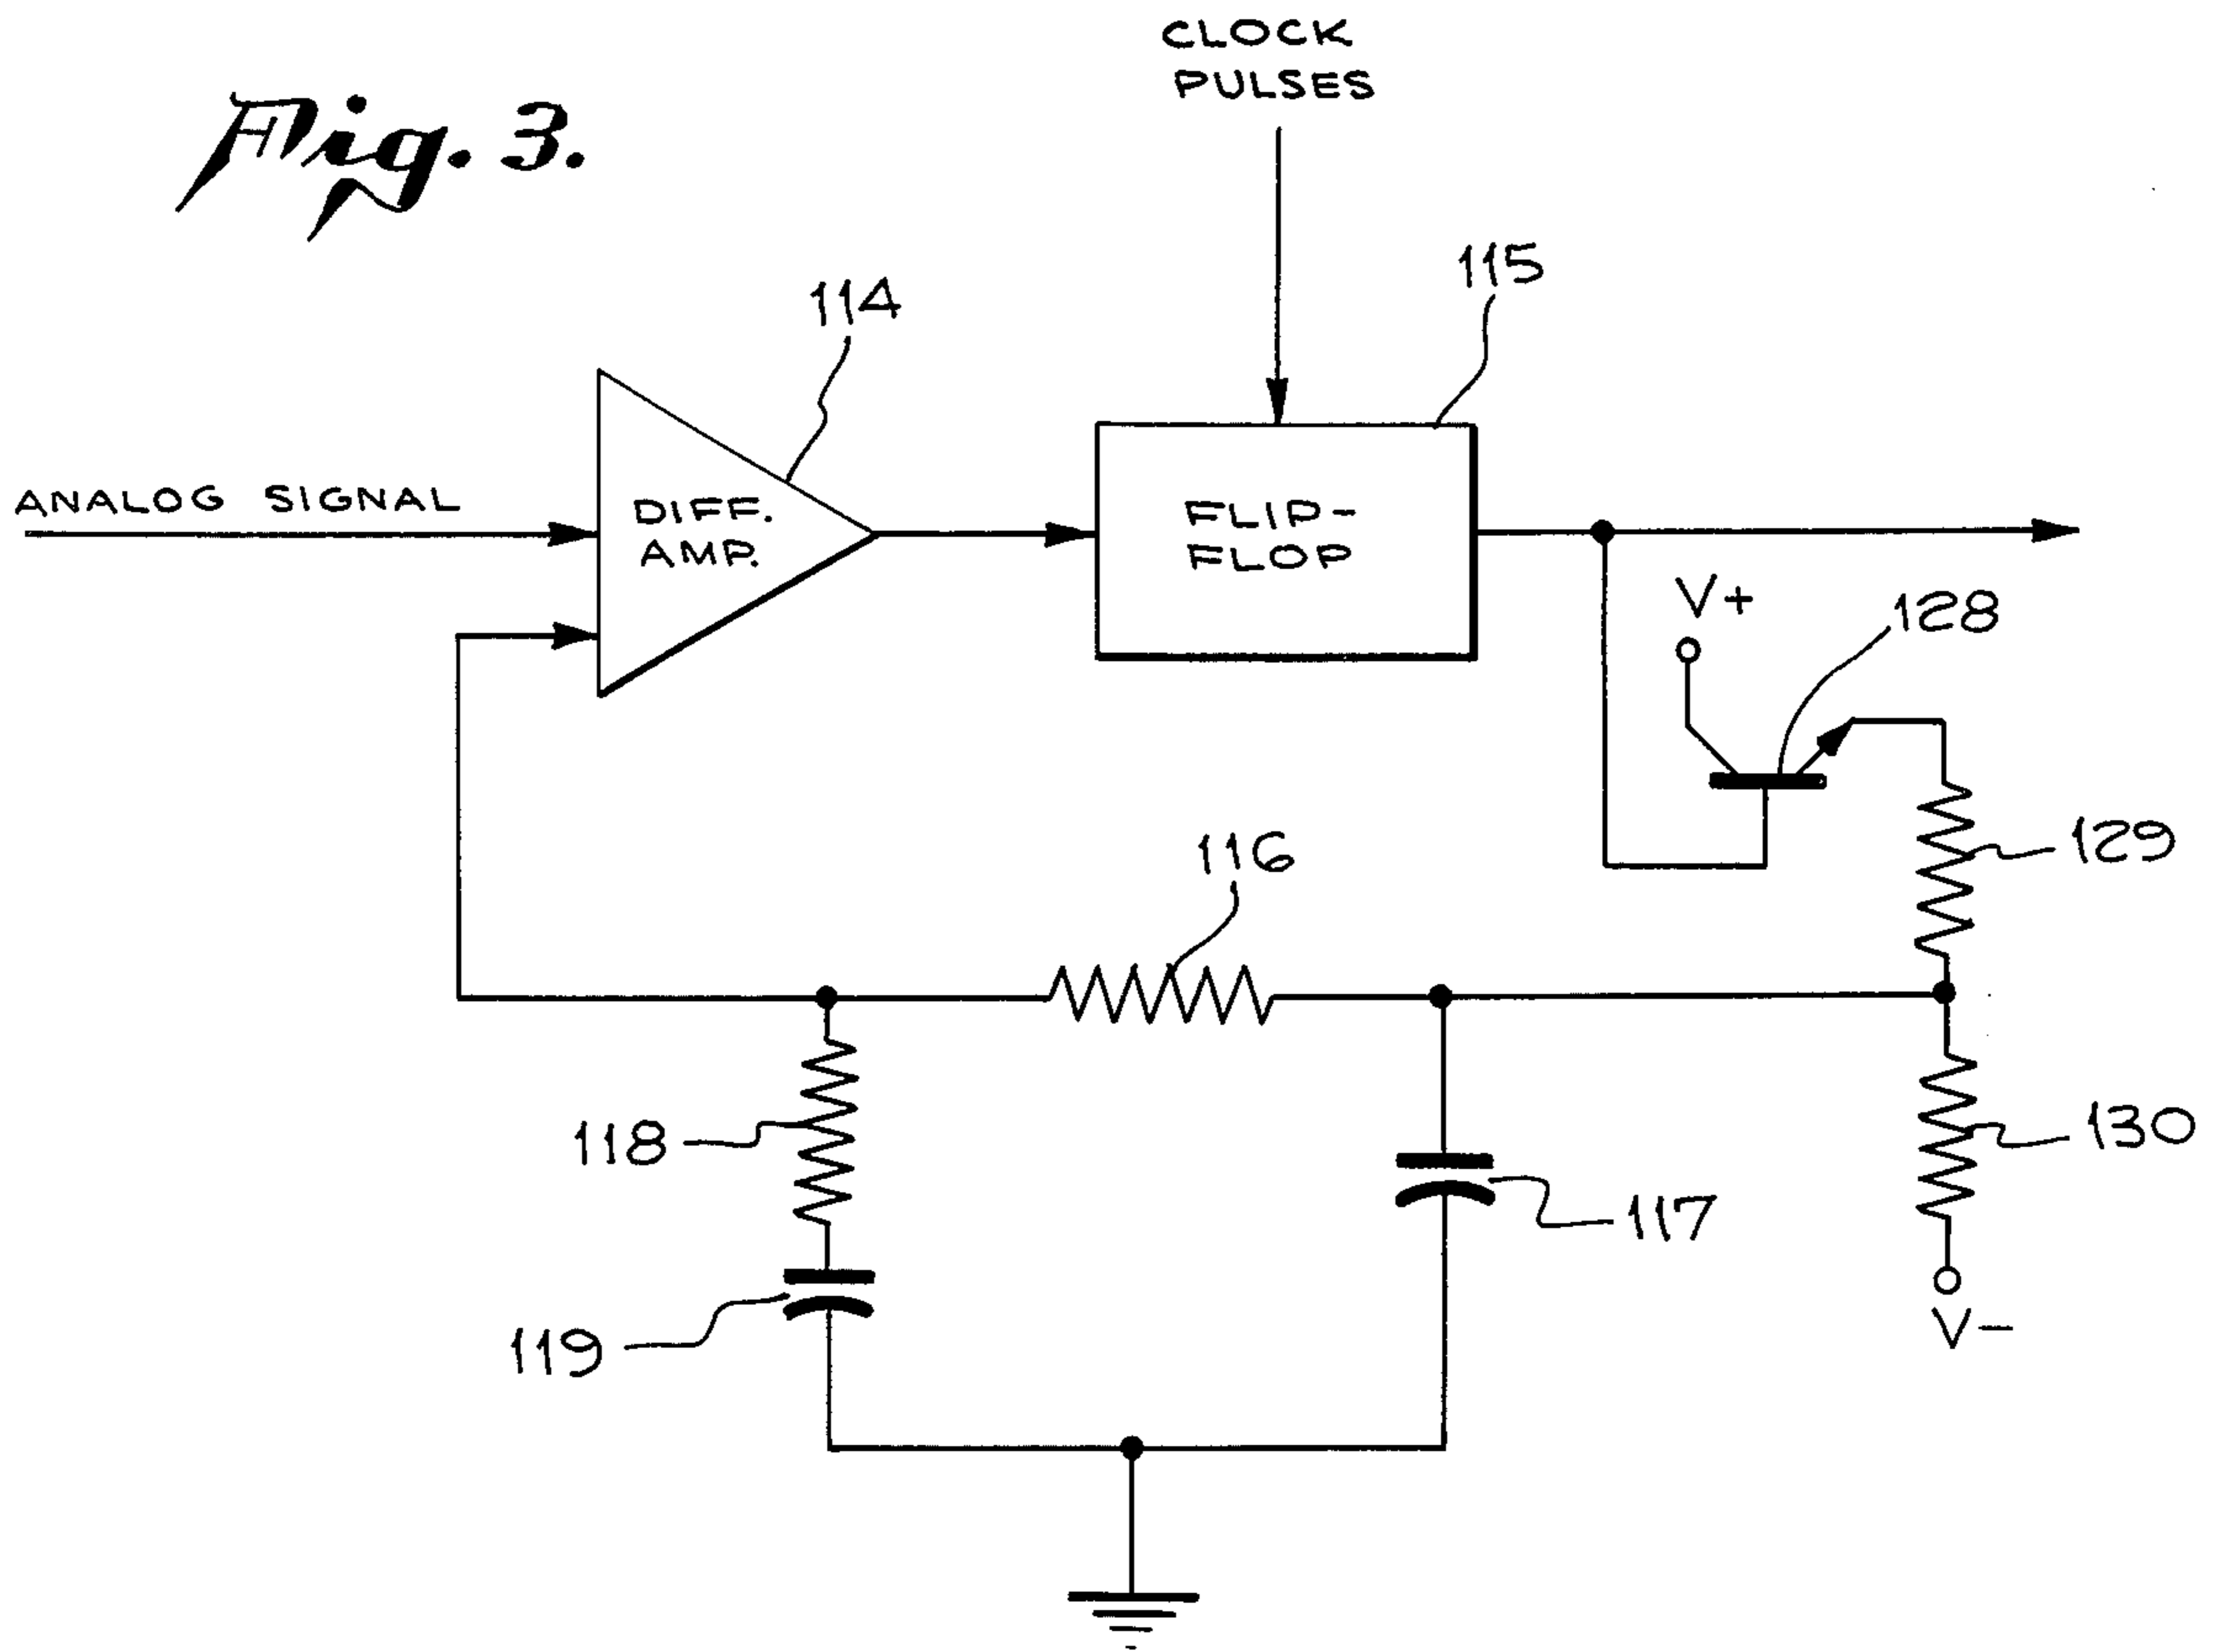 CLOCK
PULSES
Fig. 3.
115
114
ANALOG SIGNAL
DIFF.
AMP.
FLIP-
FLOP
V+
128
129
116
118
130
117
119
V-